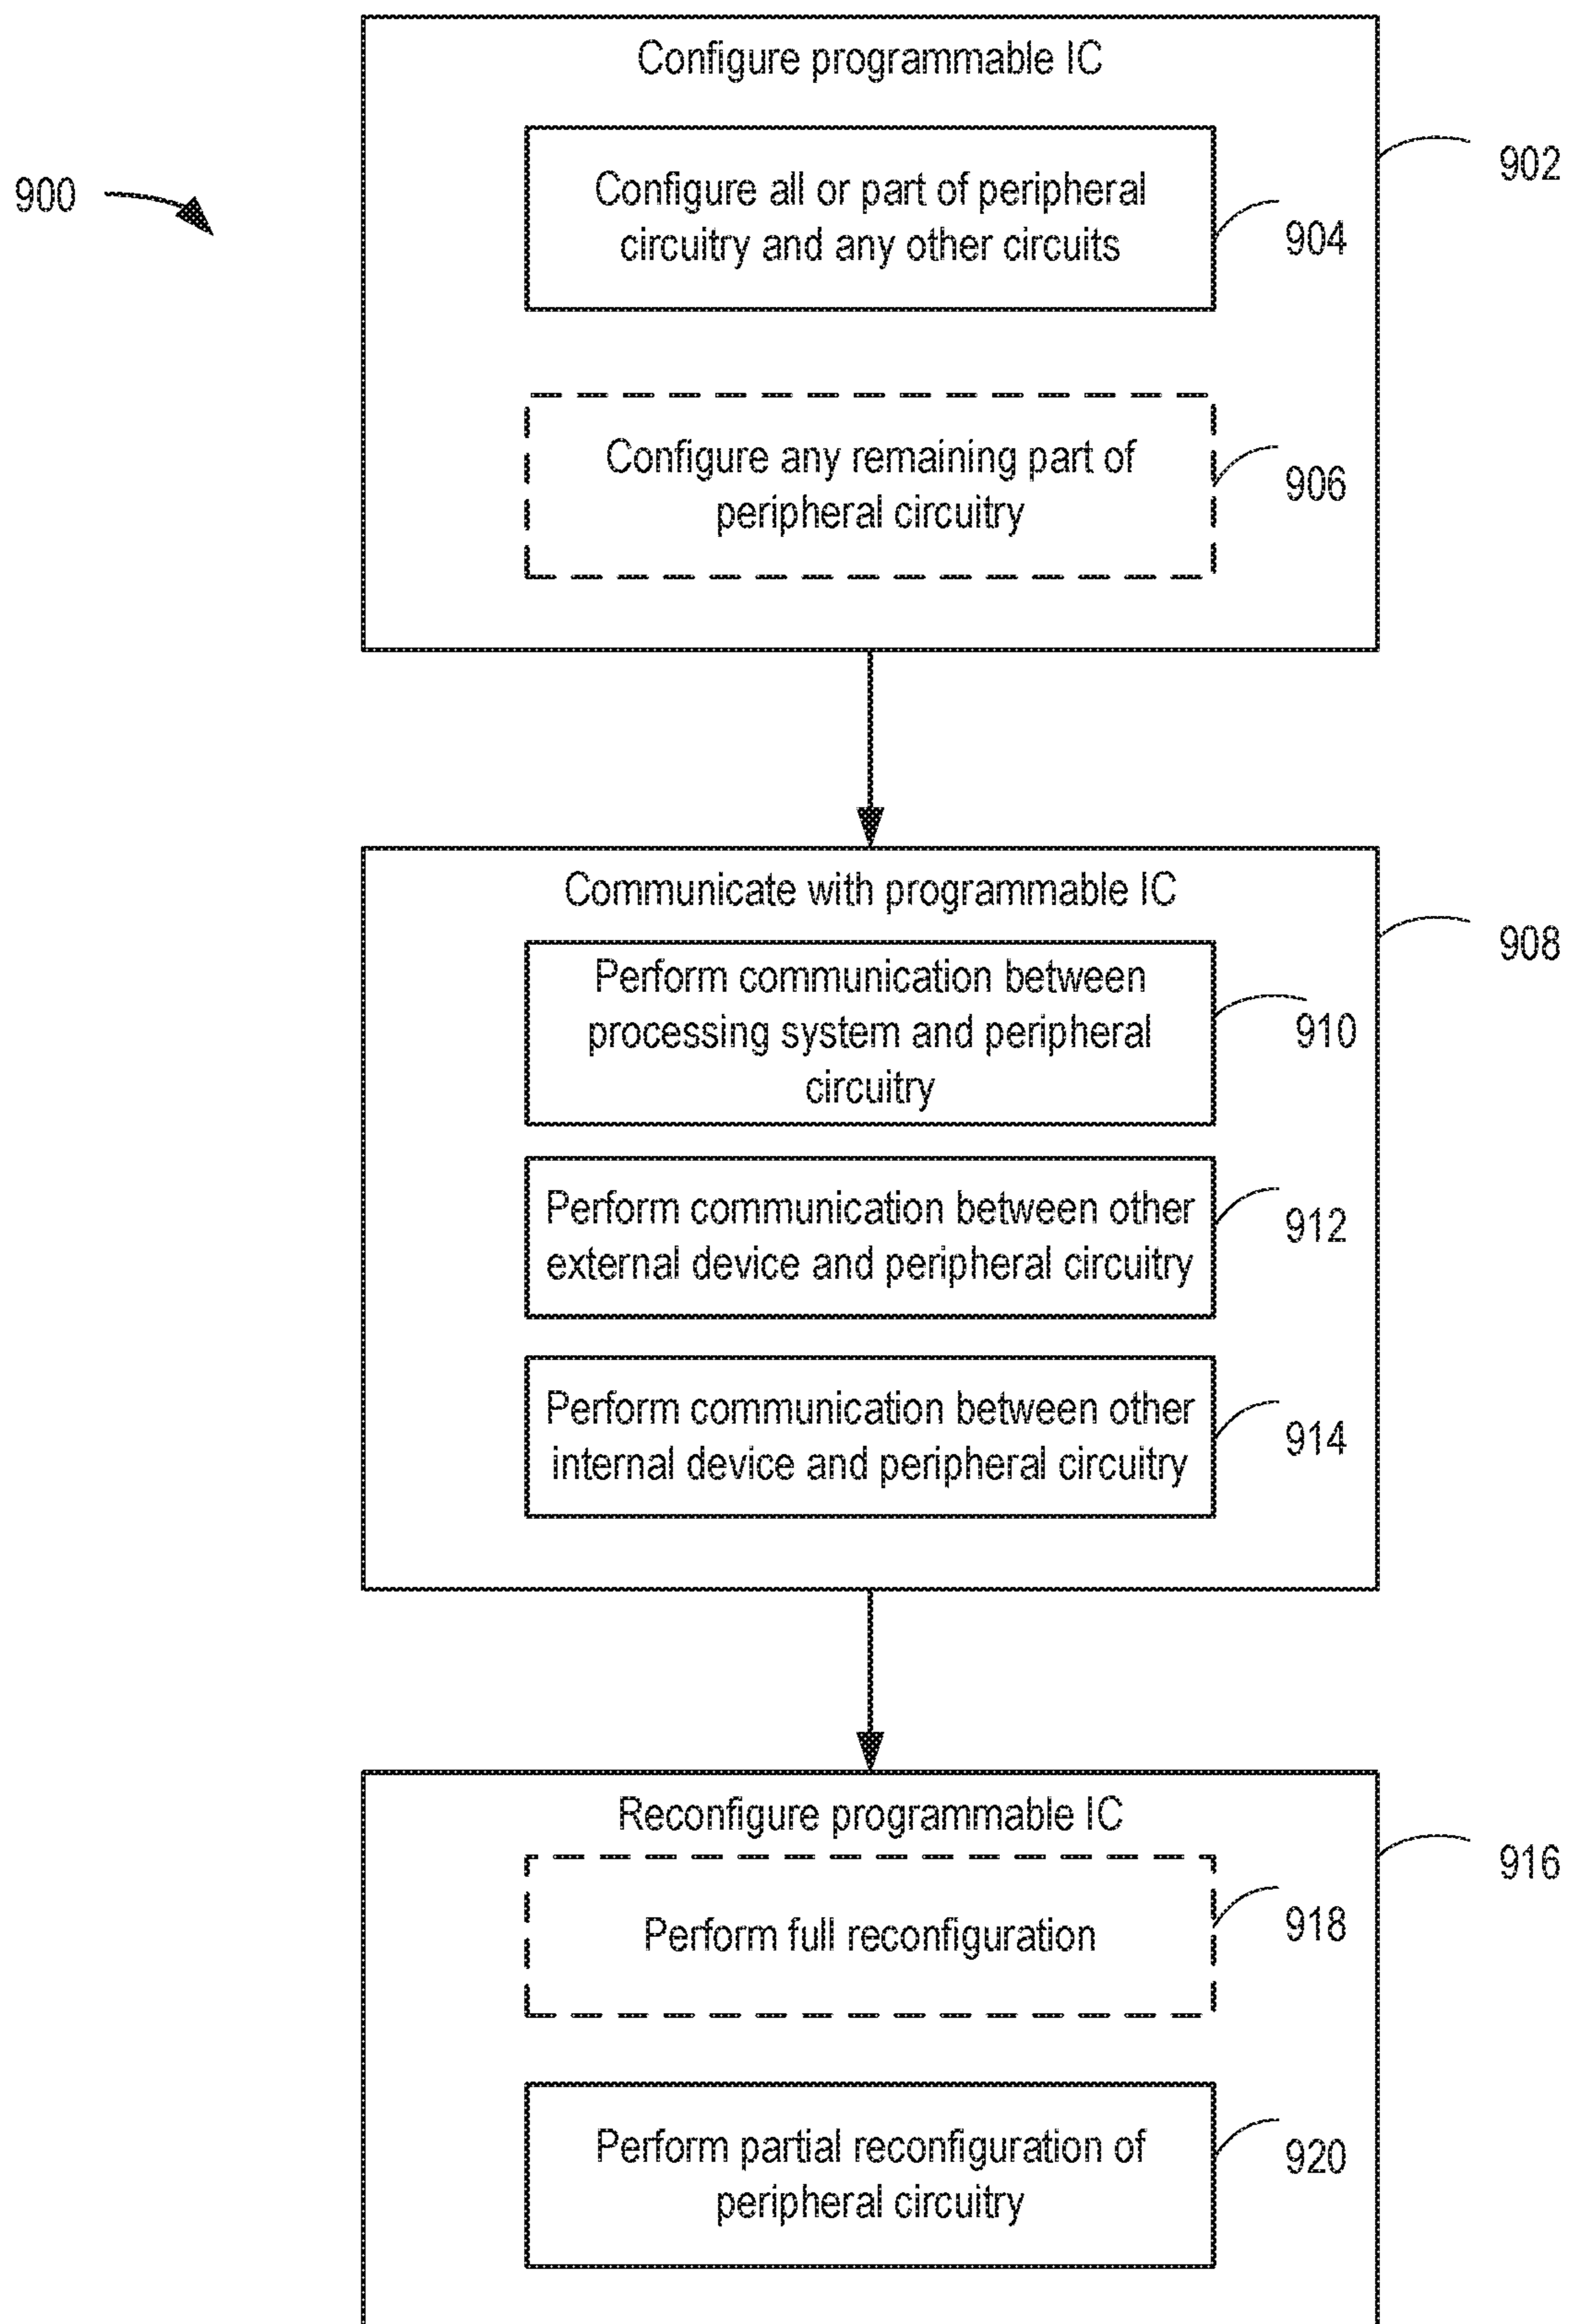 900
Configure programmable IC
902
Configure all or part of peripheral
circuitry and any other circuits
904
Configure any remaining part of
peripheral circuitry
906
Communicate with programmable IC
908
Perform communication between
processing system and peripheral
circuitry
910
Perform communication between other
external device and peripheral circuitry
912
Perform communication between other
internal device and peripheral circuitry
914
Reconfigure programmable IC
916
Perform full reconfiguration
918
Perform partial reconfiguration of
peripheral circuitry
920